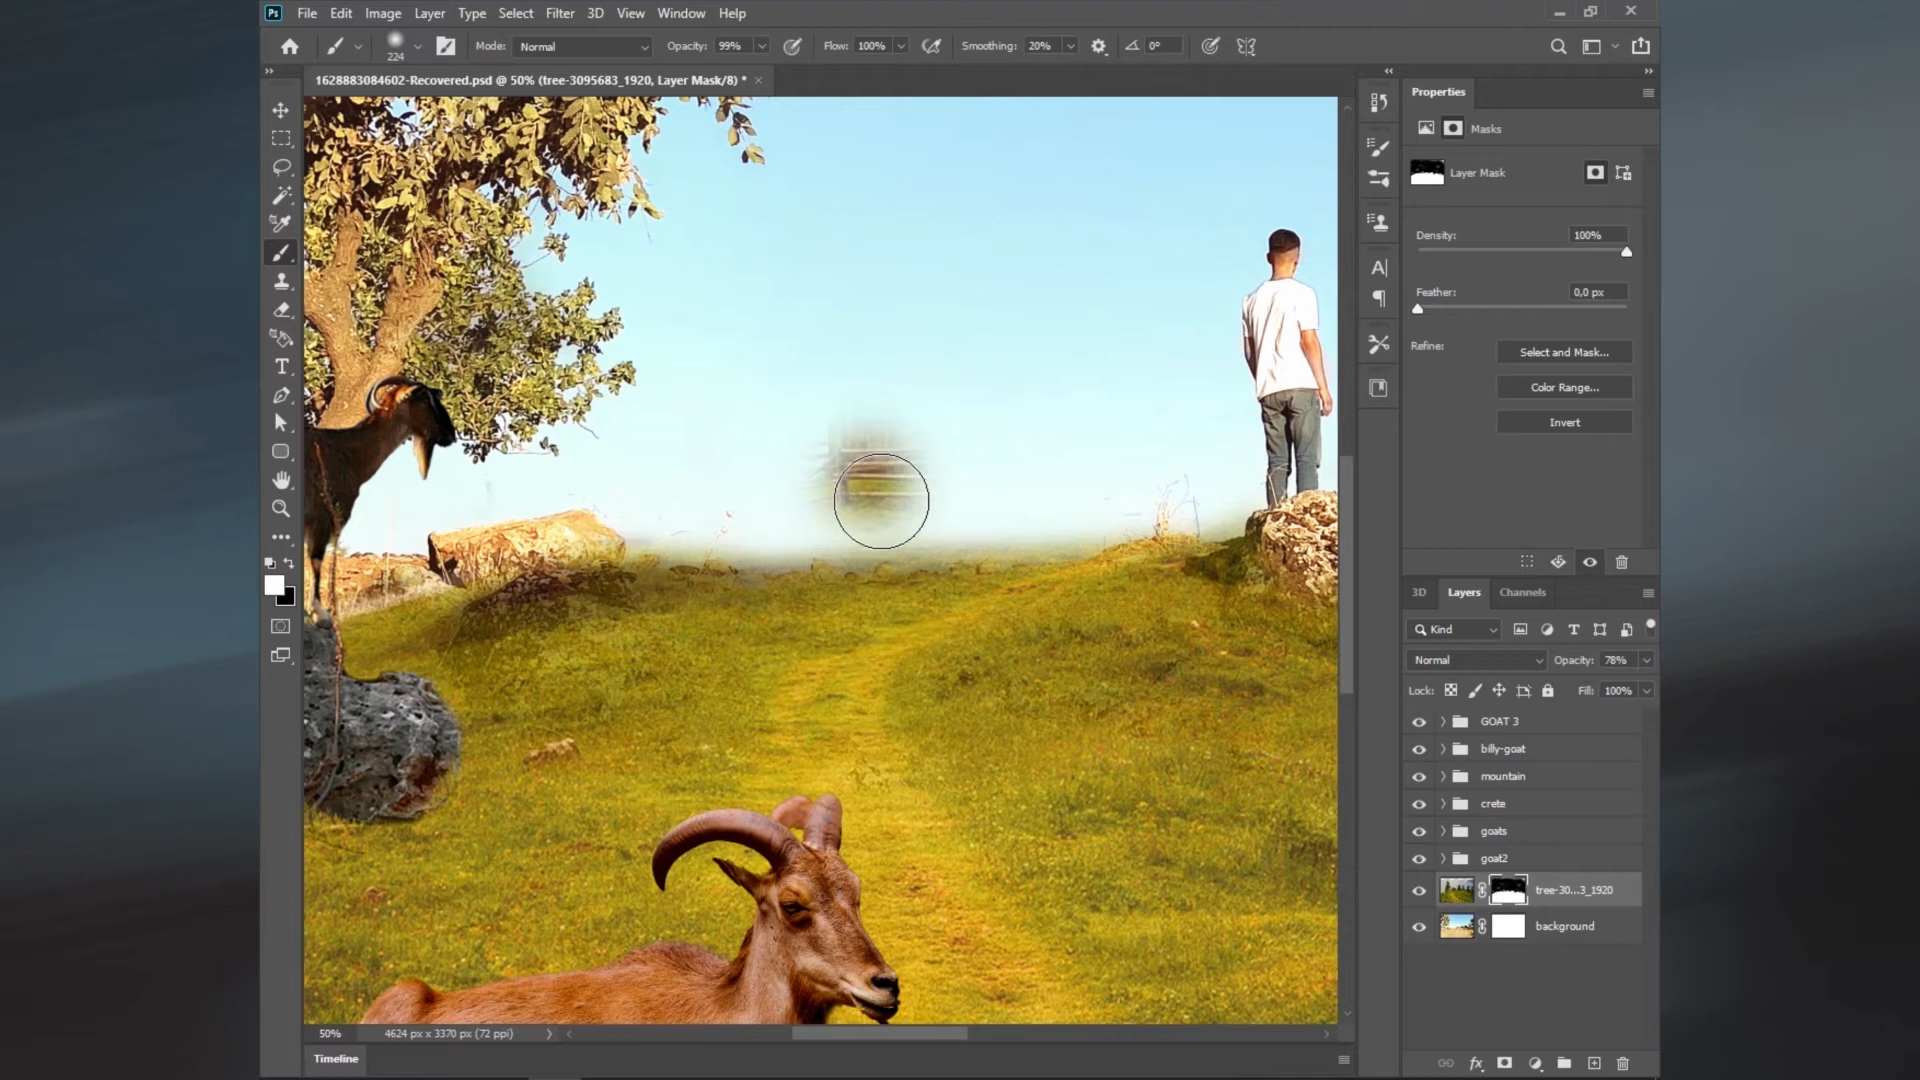 Ps File Edit Image Layer Type Select Filter 3D View Window Help
224 Mode: Normal Opacity: 99% Flow: 100% Smoothing: 20% 0°
1628883084602-Recovered.psd @ 50% (tree-3095683_1920, Layer Mask/8) *
Properties
Masks
Layer Mask
Density: 100%
Feather: 0,0 px
Refine: Select and Mask...
Color Range...
Invert
3D Layers Channels
Kind
Normal Opacity: 78%
Lock: Fill: 100%
GOAT 3
billy-goat
mountain
crete
goats
goat2
tree-30...3_1920
background
50% 4624 px x 3370 px (72 ppi)
Timeline